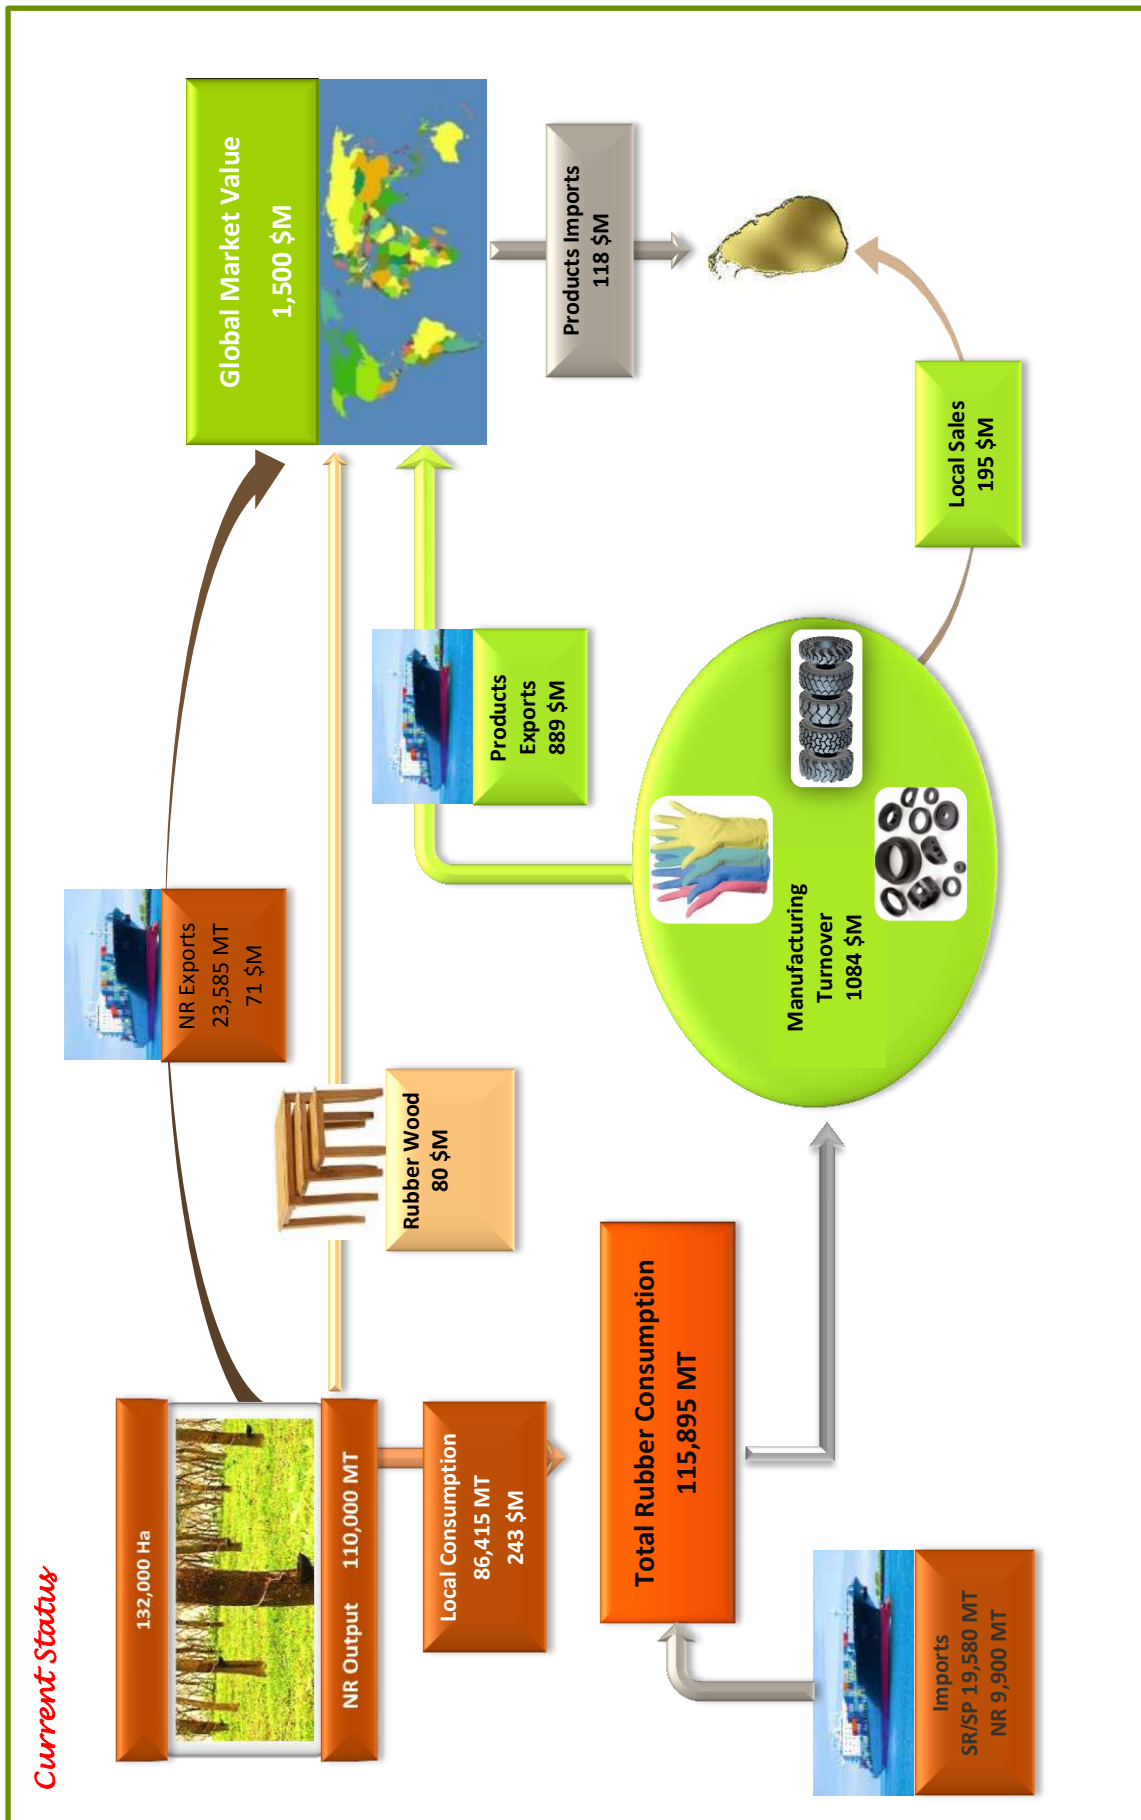 Current Status
132,000 Ha
NR Output 110,000 MT
Local Consumption
86,415 MT
243 $M
NR Exports
23,585 MT
71 $M
Rubber Wood
80 $M
Global Market Value
1,500 $M
Products
Exports
889 $M
Products Imports
118 $M
Total Rubber Consumption
115,895 MT
Imports
SR/SP 19,580 MT
NR 9,900 MT
Manufacturing
Turnover
1084 $M
Local Sales
195 $M